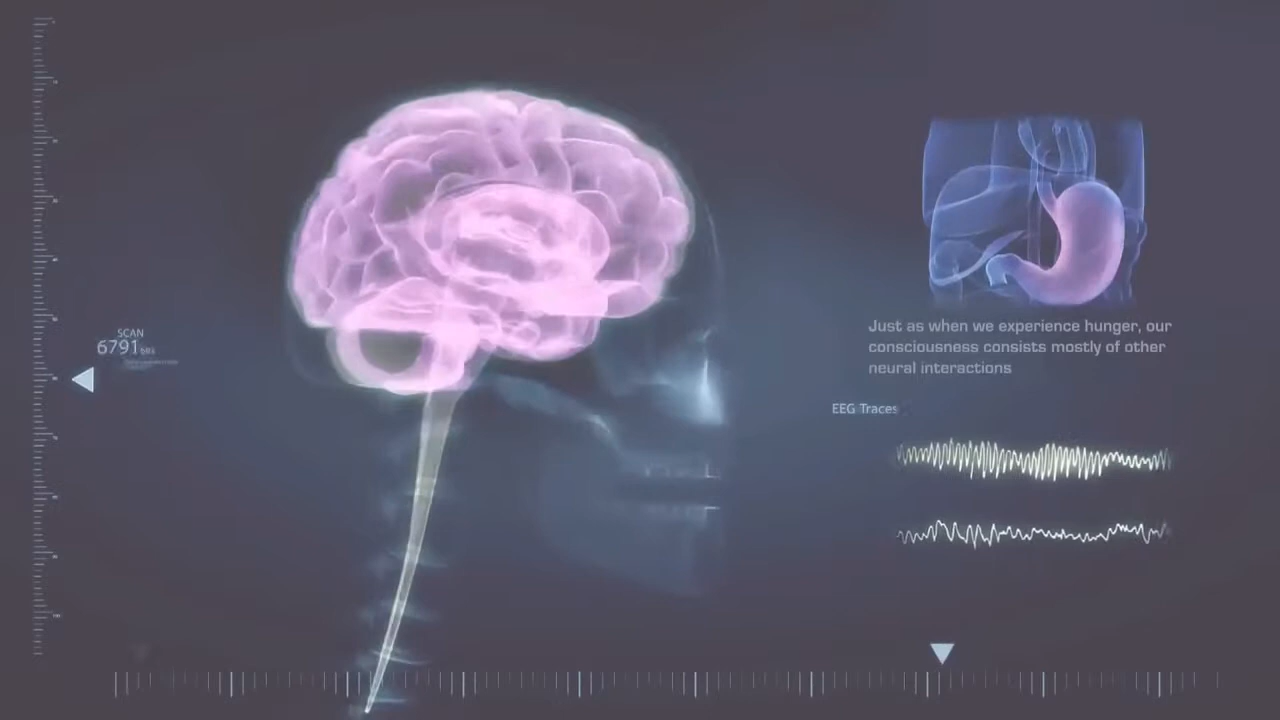 SCAN
6791
Just as when we experience hunger, our
consciousness consists mostly of other
neural interactions
EEG Traces